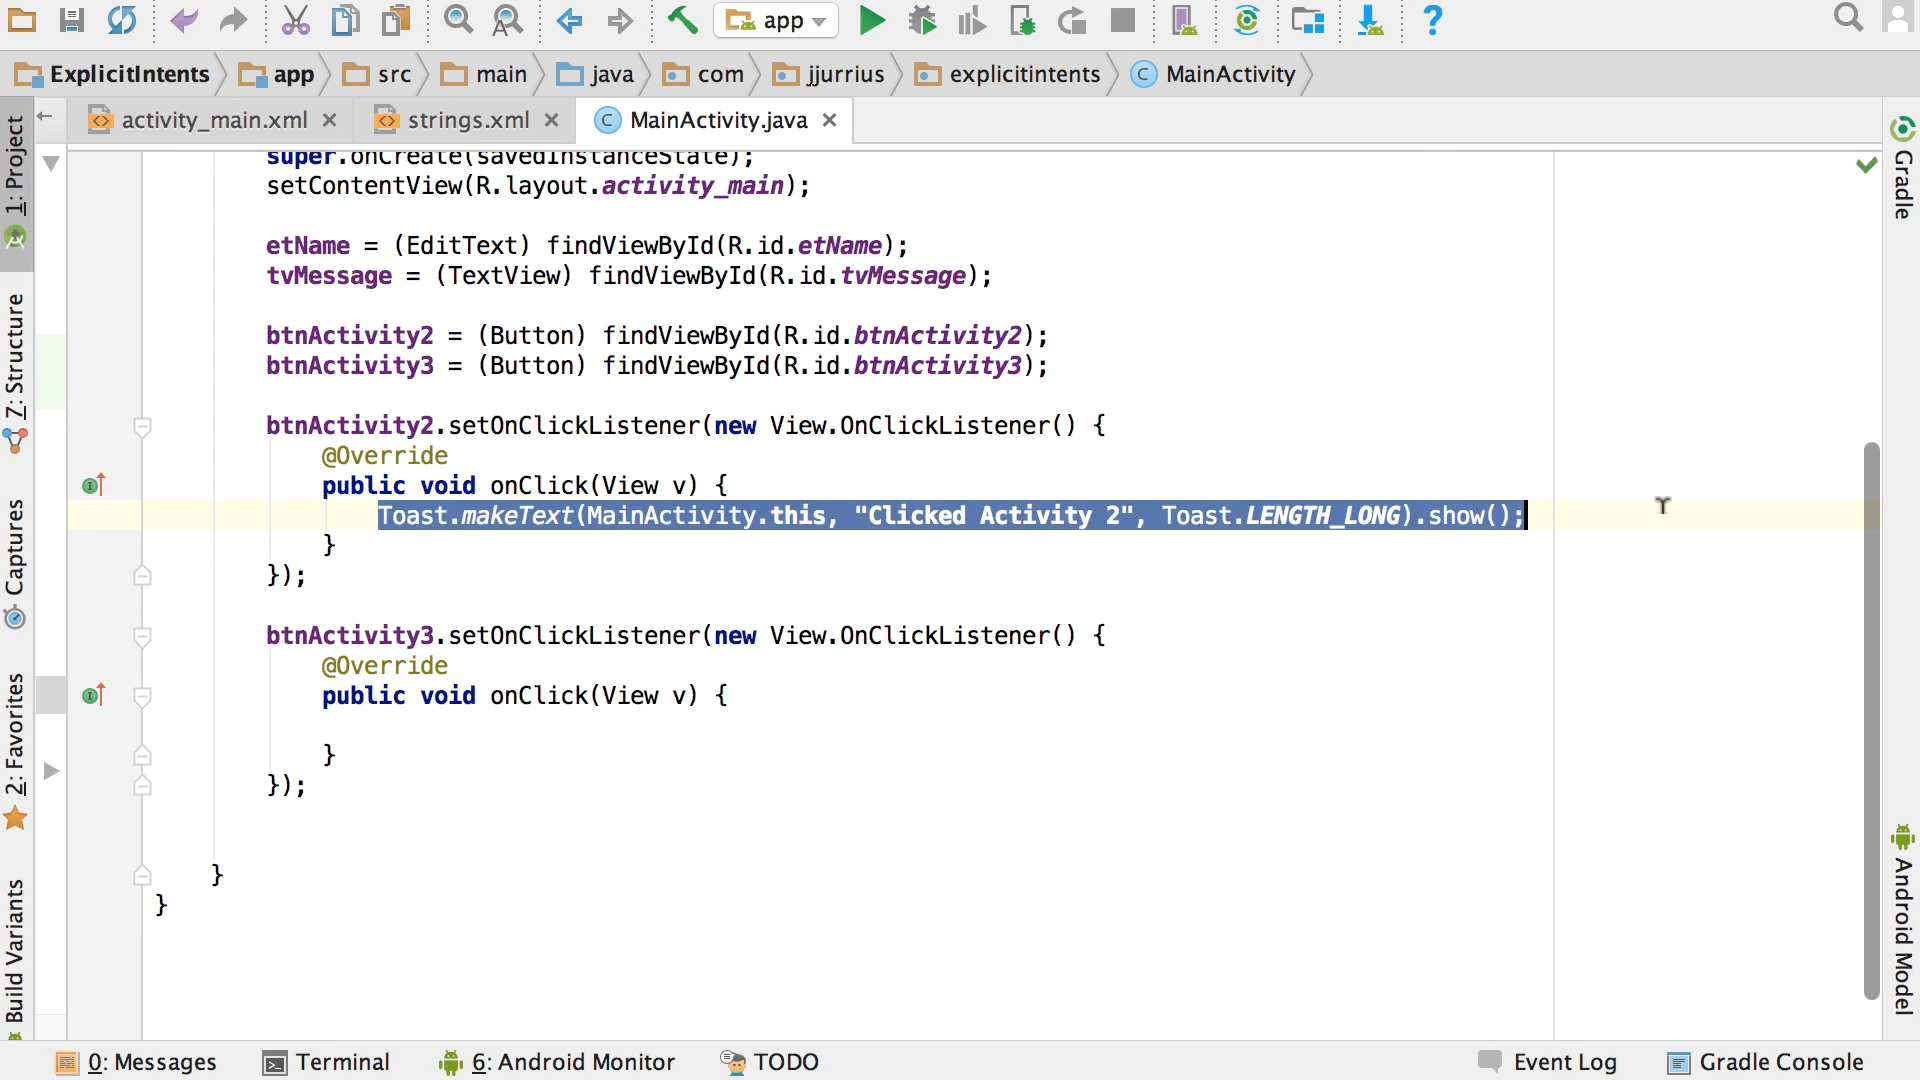 app
?
ExplicitIntents app src main java com jjurrius explicitintents C MainActivity
activity_main.xml strings.xml C MainActivity.java
super.onCreate(savedInstanceState);
setContentView(R.layout.activity_main);
etName = (EditText) findViewById(R.id.etName);
tvMessage = (TextView) findViewById(R.id.tvMessage);
btnActivity2 = (Button) findViewById(R.id.btnActivity2);
btnActivity3 = (Button) findViewById(R.id.btnActivity3);
btnActivity2.setOnClickListener(new View.OnClickListener() {
@Override
public void onClick(View v) {
Toast.makeText(MainActivity.this, "Clicked Activity 2", Toast.LENGTH_LONG).show();
}
});
btnActivity3.setOnClickListener(new View.OnClickListener() {
@Override
public void onClick(View v) {
}
});
}
}
1: Project
7: Structure
Captures
2: Favorites
Build Variants
Gradle
Android Model
0: Messages Terminal 6: Android Monitor TODO Event Log Gradle Console